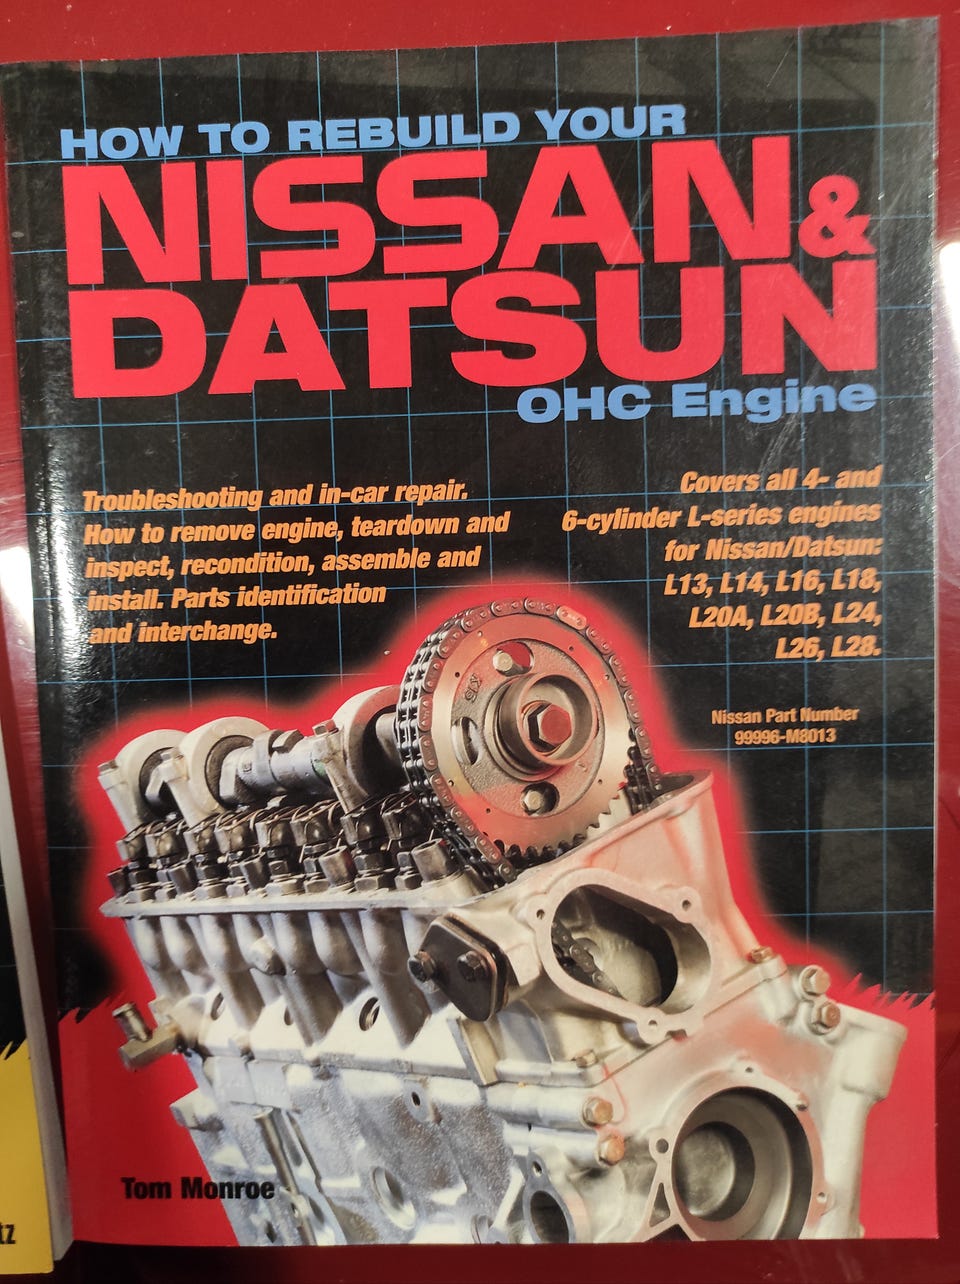 HOW TO REBUILD YOUR
NISSAN &
DATSUN
OHC Engine
Troubleshooting and in-car repair.
How to remove engine, teardown and
inspect, recondition, assemble and
install. Parts identification
and interchange.
Covers all 4- and
6-cylinder L-series engines
for Nissan/Datsun:
L13, L14, L16, L18,
L20A, L20B, L24,
L26, L28.
Nissan Part Number
99996-M8013
Tom Monroe
tz